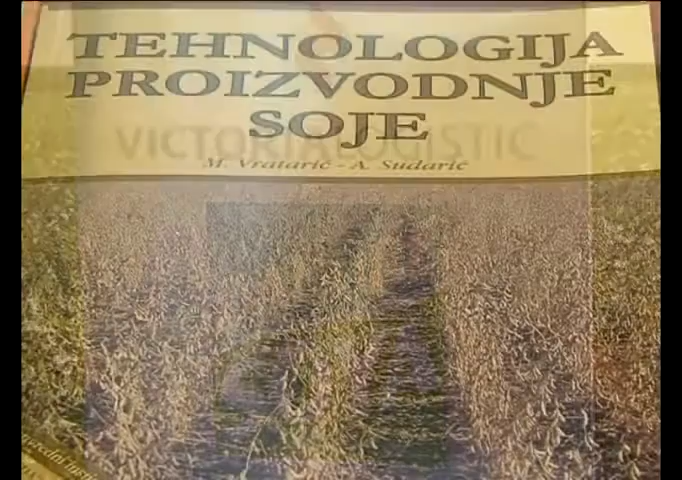 TEHNOLOGIJA
PROIZVODNJE
SOJE
VICTORIALOGISTIC
M. Vratarić - A. Sudarić